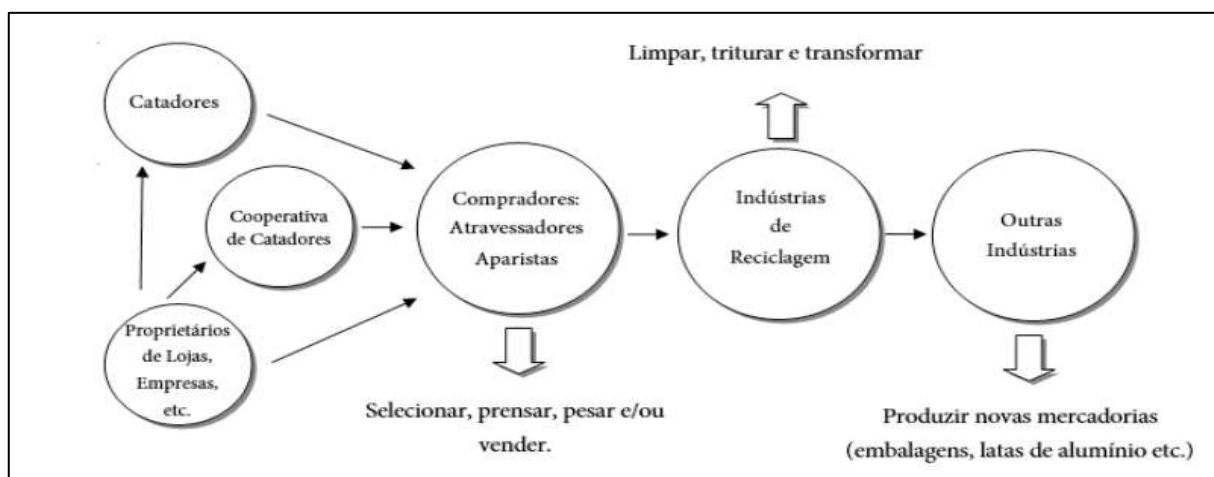 Limpar, triturar e transformar
Catadores
Cooperativa
de Catadores
Proprietários
de Lojas,
Empresas,
etc.
Compradores:
Atravessadores
Aparistas
Selecionar, prensar, pesar e/ou
vender.
Indústrias
de
Reciclagem
Outras
Indústrias
Produzir novas mercadorias
(embalagens, latas de alumínio etc.)